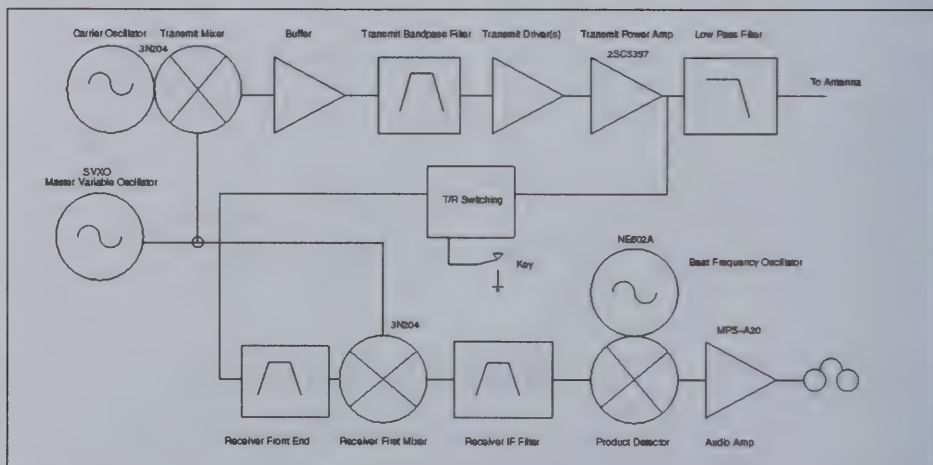 Carrier Oscillator
Transmit Mixer
Buffer
Transmit Bandpass Filter
Transmit Driver(s)
Transmit Power Amp
Low Pass Filter
3N204
2SC5397
To Antenna
SVXO
Master Variable Oscillator
T/R Switching
Key
NE602A
Beat Frequency Oscillator
3N204
MPS-A20
Receiver Front End
Receiver First Mixer
Receiver IF Filter
Product Detector
Audio Amp